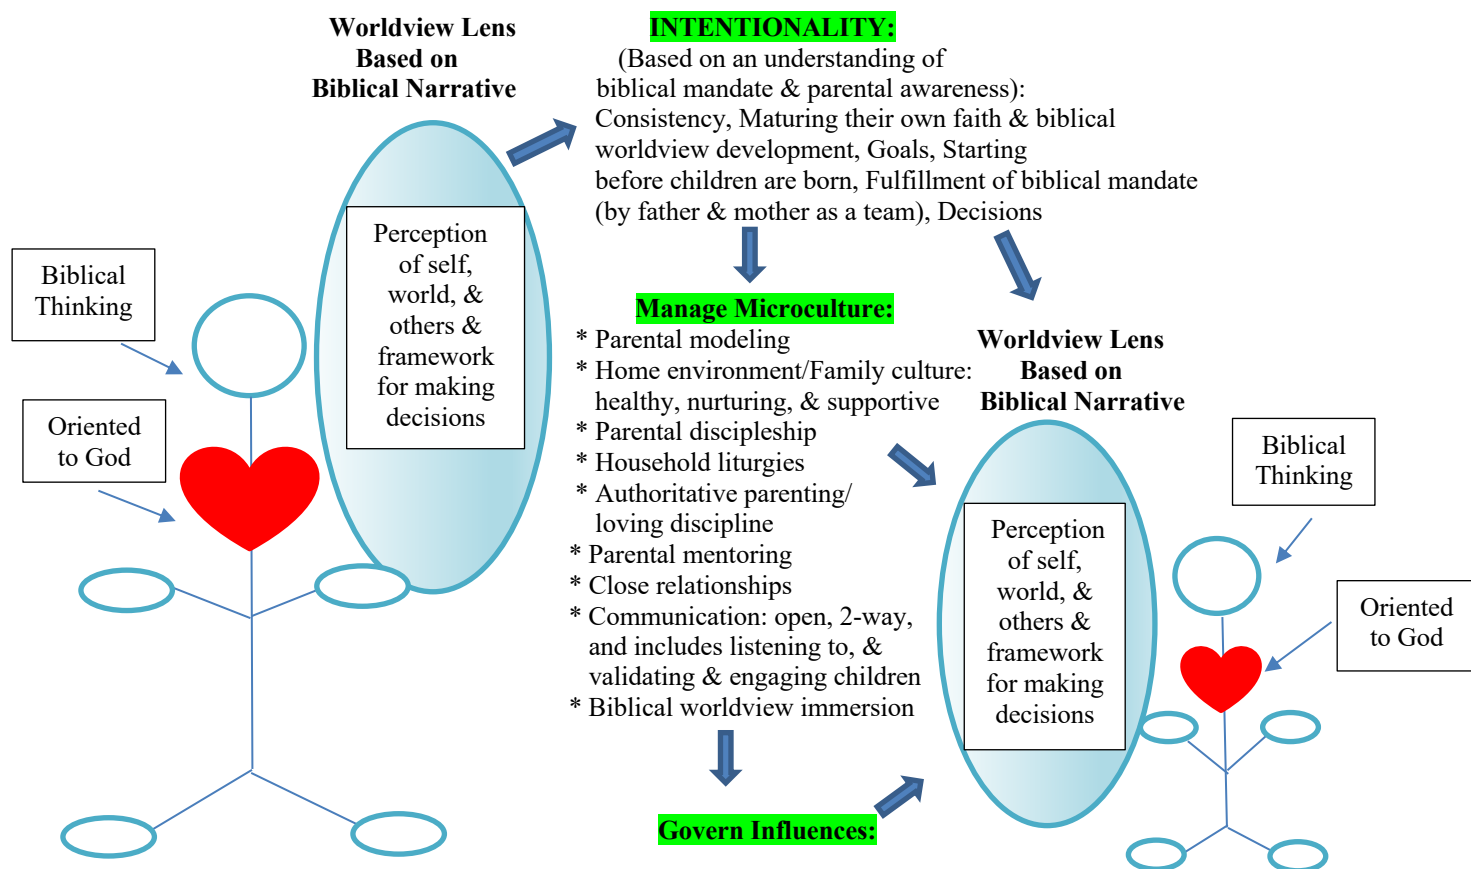 Worldview Lens
Based on
Biblical Narrative
INTENTIONALITY:
(Based on an understanding of
biblical mandate & parental awareness):
Consistency, Maturing their own faith & biblical
worldview development, Goals, Starting
before children are born, Fulfillment of biblical mandate
(by father & mother as a team), Decisions
Perception
of self,
world, &
others &
framework
for making
decisions
Biblical
Thinking
Oriented
to God
Manage Microculture:
* Parental modeling
* Home environment/Family culture:
healthy, nurturing, & supportive
* Parental discipleship
* Household liturgies
* Authoritative parenting/
loving discipline
* Parental mentoring
* Close relationships
* Communication: open, 2-way,
and includes listening to, &
validating & engaging children
* Biblical worldview immersion
Govern Influences:
Worldview Lens
Based on
Biblical Narrative
Perception
of self,
world, &
others &
framework
for making
decisions
Biblical
Thinking
Oriented
to God